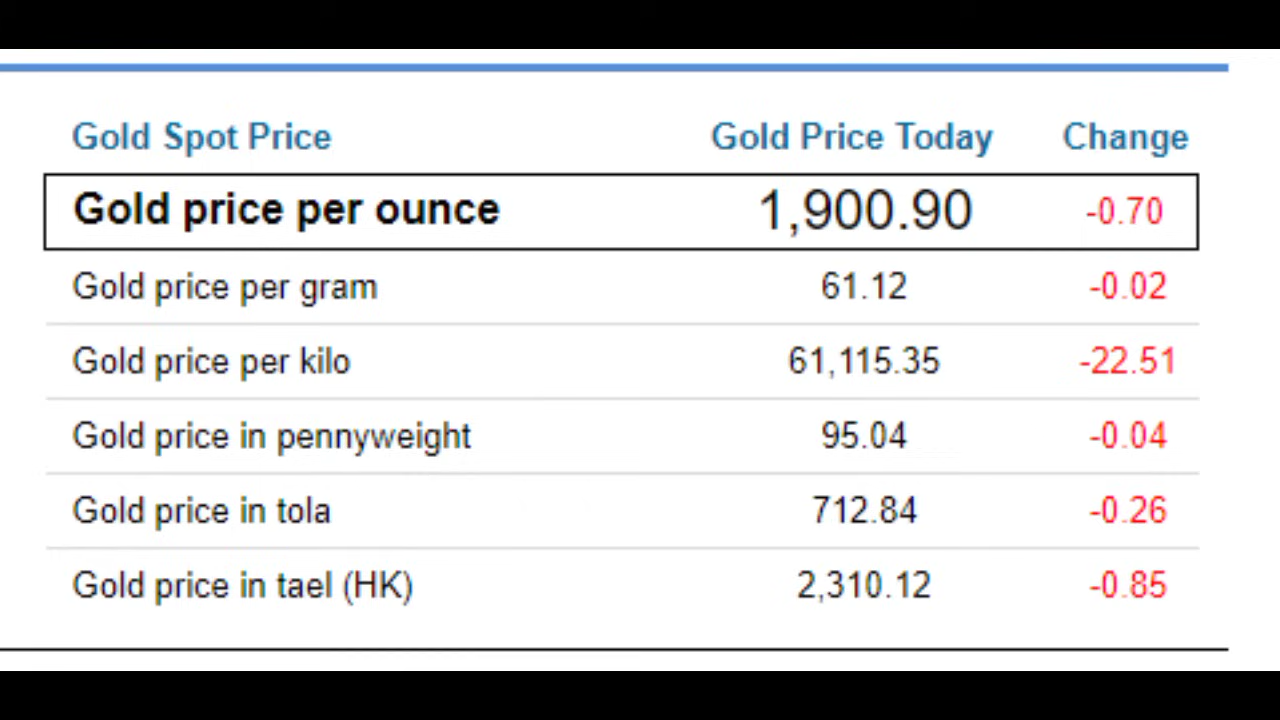 Gold Spot Price Gold Price Today Change
Gold price per ounce 1,900.90 -0.70
Gold price per gram 61.12 -0.02
Gold price per kilo 61,115.35 -22.51
Gold price in pennyweight 95.04 -0.04
Gold price in tola 712.84 -0.26
Gold price in tael (HK) 2,310.12 -0.85